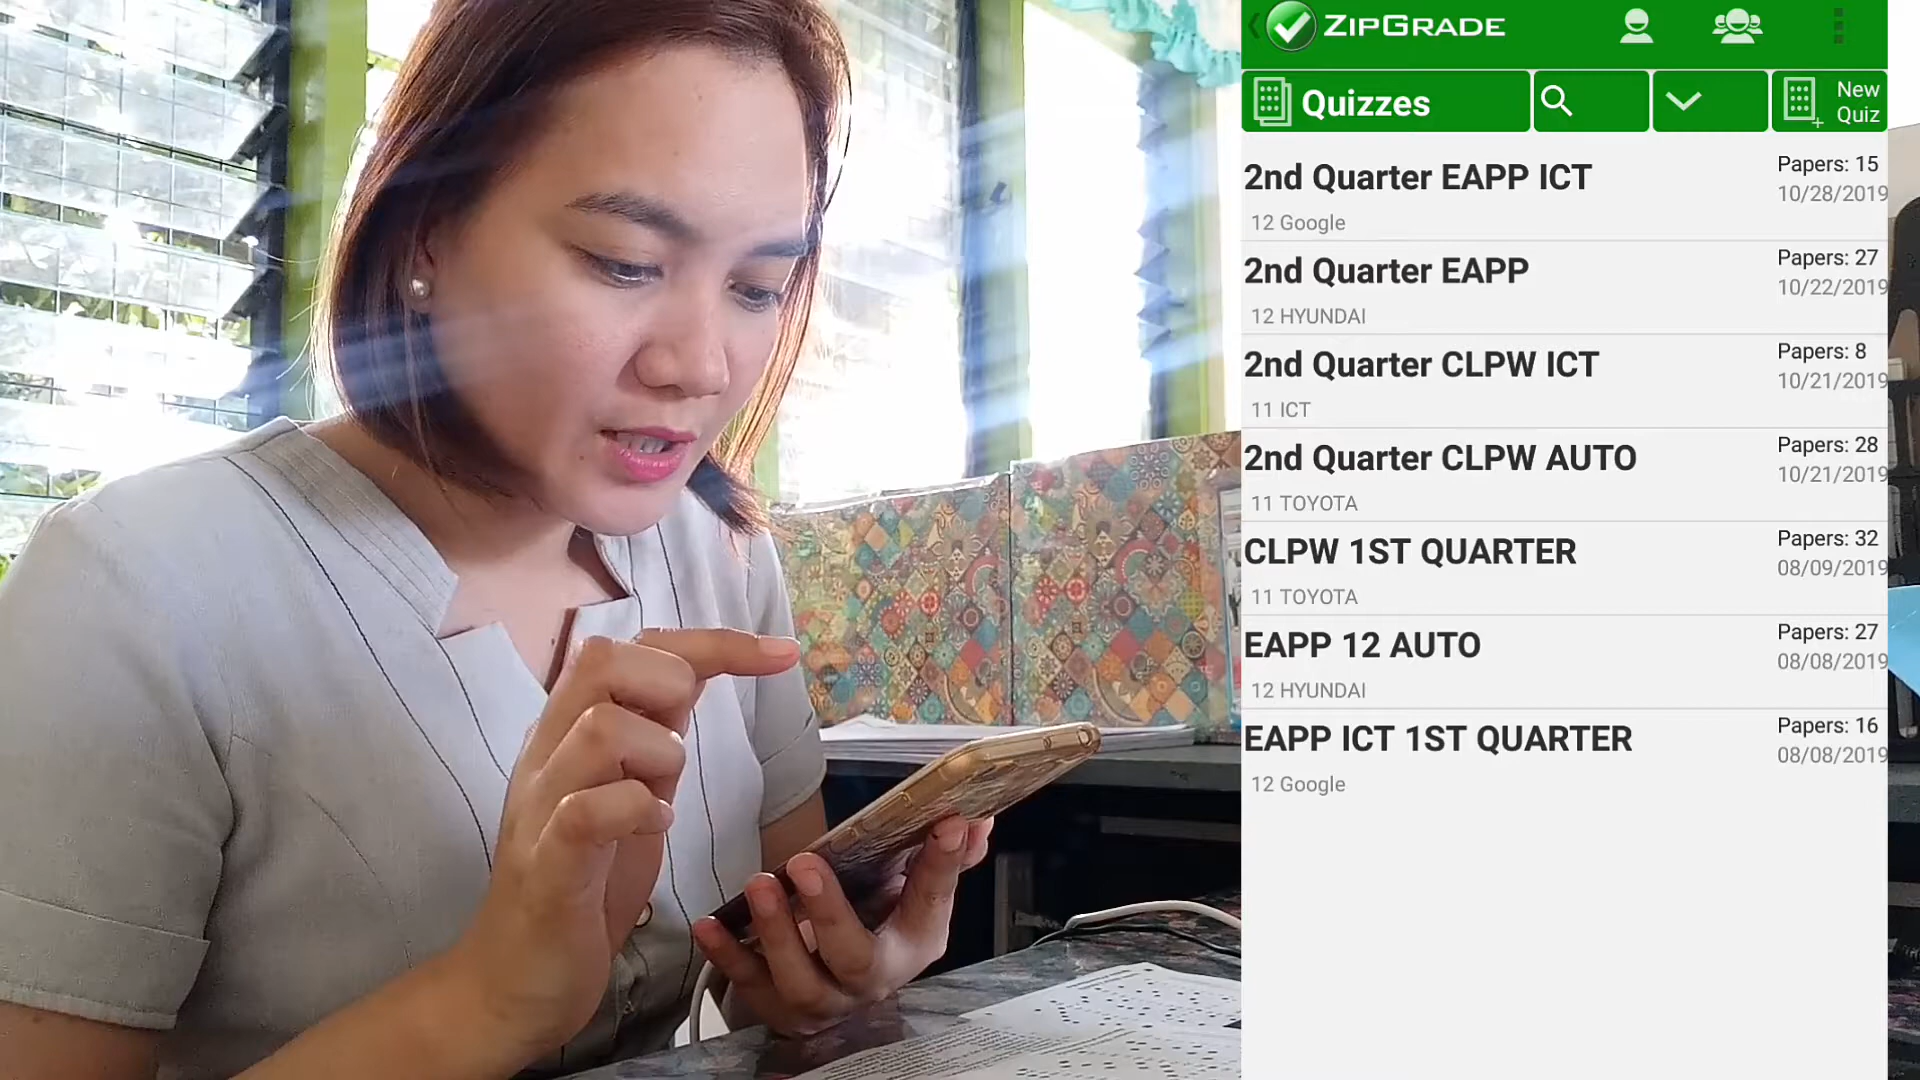 ZIPGRADE
Quizzes
New
Quiz
2nd Quarter EAPP ICT
Papers: 15
10/28/2019
12 Google
2nd Quarter EAPP
Papers: 27
10/22/2019
12 HYUNDAI
2nd Quarter CLPW ICT
Papers: 8
10/21/2019
11 ICT
2nd Quarter CLPW AUTO
Papers: 28
10/21/2019
11 TOYOTA
CLPW 1ST QUARTER
Papers: 32
08/09/2019
11 TOYOTA
EAPP 12 AUTO
Papers: 27
08/08/2019
12 HYUNDAI
EAPP ICT 1ST QUARTER
Papers: 16
08/08/2019
12 Google